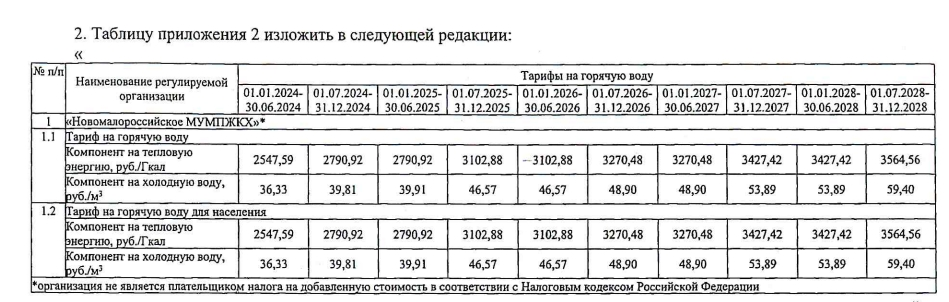 2. Таблицу приложения 2 изложить в следующей редакции:
«
№ п/п Наименование регулируемой организации Тарифы на горячую воду
01.01.2024-30.06.2024 01.07.2024-31.12.2024 01.01.2025-30.06.2025 01.07.2025-31.12.2025 01.01.2026-30.06.2026 01.07.2026-31.12.2026 01.01.2027-30.06.2027 01.07.2027-31.12.2027 01.01.2028-30.06.2028 01.07.2028-31.12.2028
1 «Новомалороссийское МУМПЖКХ»*
1.1 Тариф на горячую воду
Компонент на тепловую энергию, руб./Гкал 2547,59 2790,92 2790,92 3102,88 3102,88 3270,48 3270,48 3427,42 3427,42 3564,56
Компонент на холодную воду, руб./м³ 36,33 39,81 39,91 46,57 46,57 48,90 48,90 53,89 53,89 59,40
1.2 Тариф на горячую воду для населения
Компонент на тепловую энергию, руб./Гкал 2547,59 2790,92 2790,92 3102,88 3102,88 3270,48 3270,48 3427,42 3427,42 3564,56
Компонент на холодную воду, руб./м³ 36,33 39,81 39,91 46,57 46,57 48,90 48,90 53,89 53,89 59,40
*организация не является плательщиком налога на добавленную стоимость в соответствии с Налоговым кодексом Российской Федерации